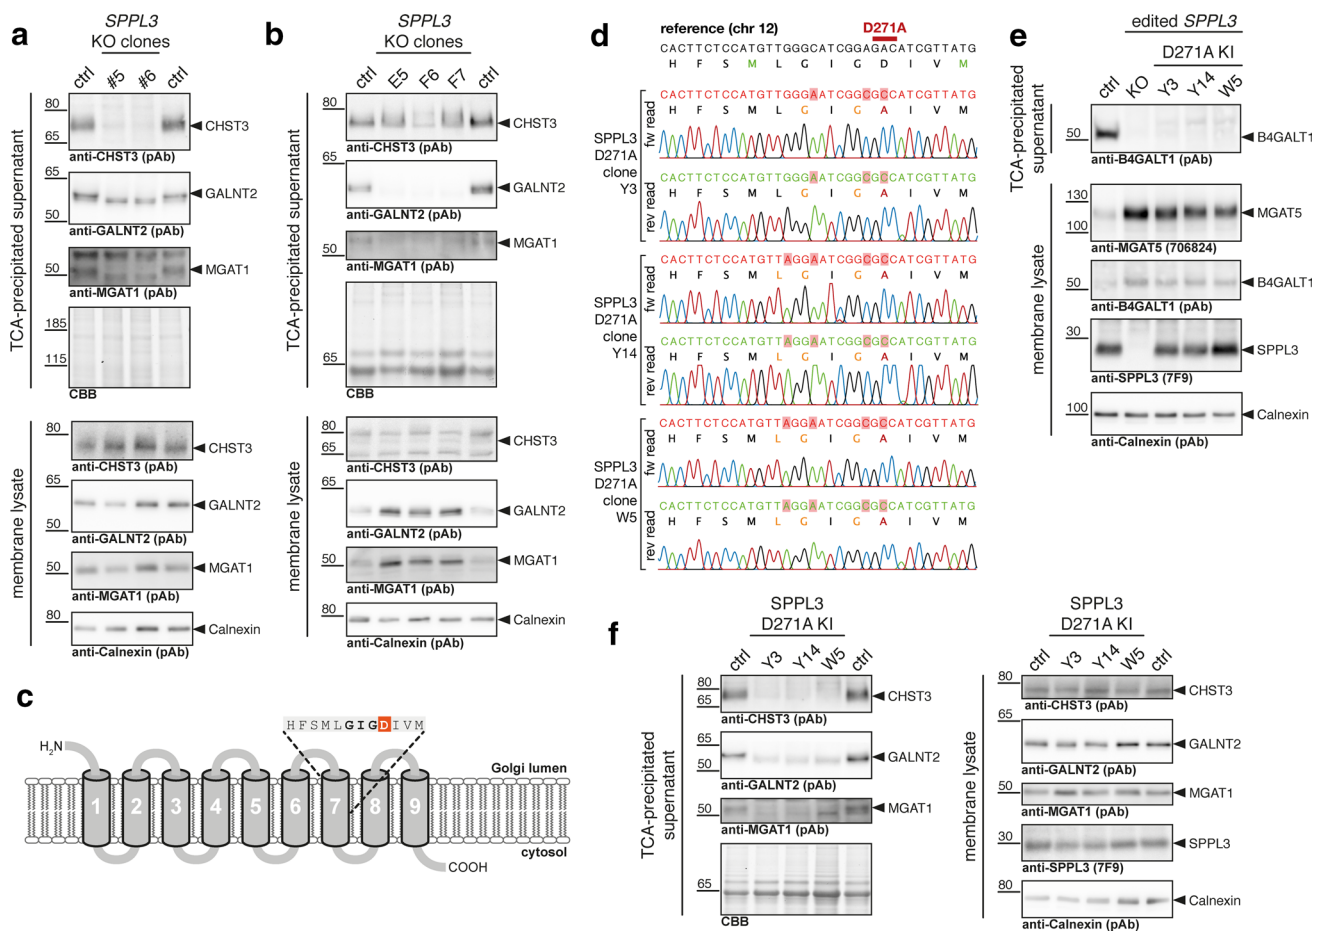 a
SPPL3
KO clones
ctrl
#5
#6
ctrl
TCA-precipitated supernatant
80
65
CHST3
anti-CHST3 (pAb)
65
50
GALNT2
anti-GALNT2 (pAb)
50
MGAT1
anti-MGAT1 (pAb)
185
115
CBB
membrane lysate
80
CHST3
anti-CHST3 (pAb)
65
50
GALNT2
anti-GALNT2 (pAb)
50
MGAT1
anti-MGAT1 (pAb)
80
Calnexin
anti-Calnexin (pAb)
b
SPPL3
KO clones
ctrl
E5
F6
F7
ctrl
TCA-precipitated supernatant
80
65
CHST3
anti-CHST3 (pAb)
65
50
GALNT2
anti-GALNT2 (pAb)
50
MGAT1
anti-MGAT1 (pAb)
65
CBB
membrane lysate
80
65
CHST3
anti-CHST3 (pAb)
65
50
GALNT2
anti-GALNT2 (pAb)
50
MGAT1
anti-MGAT1 (pAb)
80
Calnexin
anti-Calnexin (pAb)
c
HFSMLGIGDIVM
H2N
Golgi lumen
1 2 3 4 5 6 7 8 9
cytosol
COOH
d
reference (chr 12)
D271A
CACTTCTCCATGTTGGGCATCGGAGACATCGTTATG
H F S M L G I G D I V M
SPPL3
D271A
clone
Y3
fw read
CACTTCTCCATGTTGGGAATCGGCGCCATCGTTATG
H F S M L G I G A I V M
rev read
CACTTCTCCATGTTGGGAATCGGCGCCATCGTTATG
H F S M L G I G A I V M
SPPL3
D271A
clone
Y14
fw read
CACTTCTCCATGTTAGGAATCGGCGCCATCGTTATG
H F S M L G I G A I V M
rev read
CACTTCTCCATGTTAGGAATCGGCGCCATCGTTATG
H F S M L G I G A I V M
SPPL3
D271A
clone
W5
fw read
CACTTCTCCATGTTAGGAATCGGCGCCATCGTTATG
H F S M L G I G A I V M
rev read
CACTTCTCCATGTTAGGAATCGGCGCCATCGTTATG
H F S M L G I G A I V M
e
edited SPPL3
D271A KI
ctrl
KO
Y3
Y14
W5
TCA-precipitated
supernatant
50
B4GALT1
anti-B4GALT1 (pAb)
membrane lysate
130
100
MGAT5
anti-MGAT5 (706824)
50
B4GALT1
anti-B4GALT1 (pAb)
30
SPPL3
anti-SPPL3 (7F9)
100
Calnexin
anti-Calnexin (pAb)
f
SPPL3
D271A KI
ctrl
Y3
Y14
W5
ctrl
TCA-precipitated
supernatant
80
65
CHST3
anti-CHST3 (pAb)
65
50
GALNT2
anti-GALNT2 (pAb)
50
MGAT1
anti-MGAT1 (pAb)
65
CBB
SPPL3
D271A KI
ctrl
Y3
Y14
W5
ctrl
membrane lysate
80
CHST3
anti-CHST3 (pAb)
65
50
GALNT2
anti-GALNT2 (pAb)
50
MGAT1
anti-MGAT1 (pAb)
30
SPPL3
anti-SPPL3 (7F9)
80
Calnexin
anti-Calnexin (pAb)